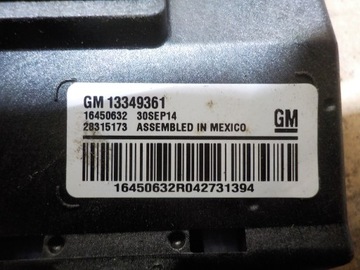 GM 13349361
16450632 30SEP14
28315173 ASSEMBLED IN MEXICO
GM
16450632R042731394